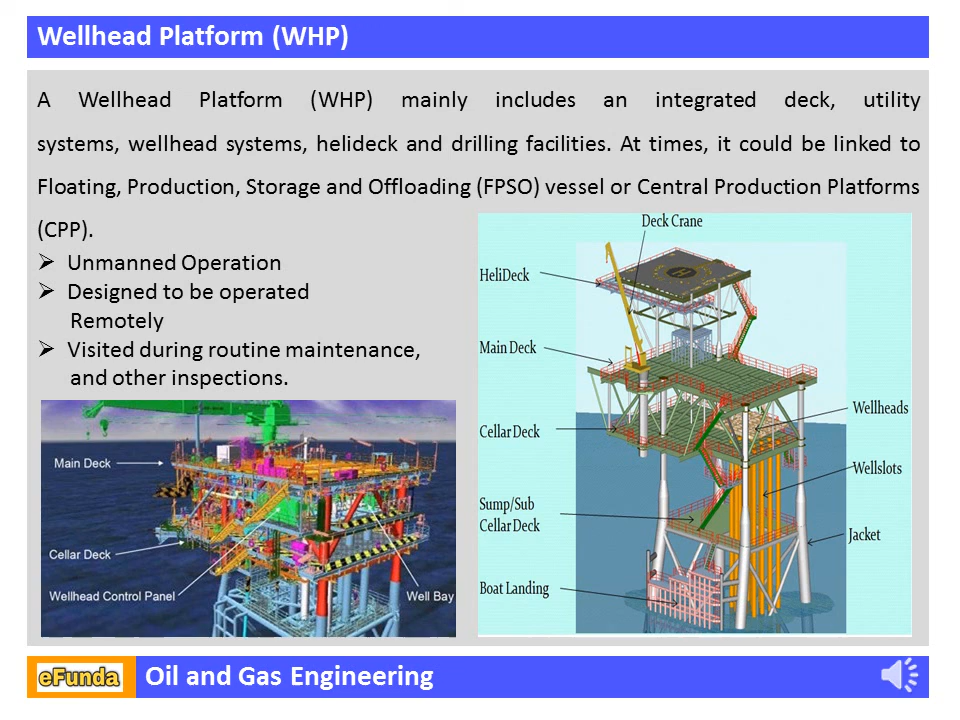 Wellhead Platform (WHP)
A Wellhead Platform (WHP) mainly includes an integrated deck, utility
systems, wellhead systems, helideck and drilling facilities. At times, it could be linked to
Floating, Production, Storage and Offloading (FPSO) vessel or Central Production Platforms
(CPP).
➢ Unmanned Operation
➢ Designed to be operated
Remotely
➢ Visited during routine maintenance,
and other inspections.
Main Deck
Cellar Deck
Wellhead Control Panel
Well Bay
Deck Crane
HeliDeck
Main Deck
Cellar Deck
Sump/Sub
Cellar Deck
Boat Landing
Wellheads
Wellslots
Jacket
H
eFunda
Oil and Gas Engineering